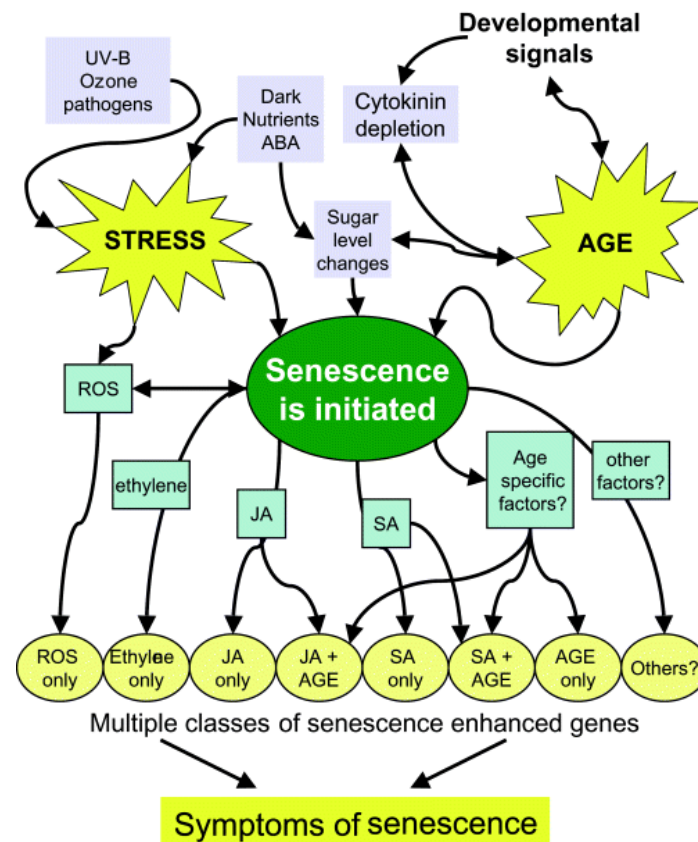 Developmental
signals
UV-B
Ozone
pathogens
Dark
Nutrients
ABA
Cytokinin
depletion
STRESS
Sugar
level
changes
AGE
Senescence
is initiated
ROS
ethylene
JA
SA
Age
specific
factors?
other
factors?
ROS
only
Ethylene
only
JA
only
JA +
AGE
SA
only
SA +
AGE
AGE
only
Others?
Multiple classes of senescence enhanced genes
Symptoms of senescence